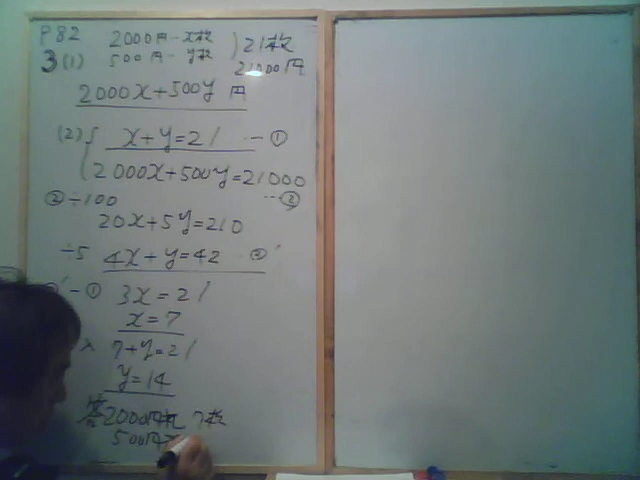 P82 2000円-x枚 ) 21枚
3(1) 500円-y枚 21000円
2000x+500y 円
(2) { x+y=21 --①
2000x+500y=21000 --②
②÷100
20x+5y=210
÷5 4x+y=42 ②'
②'-① 3x=21
x=7
7+y=21
y=14
2000円札 7枚
500円